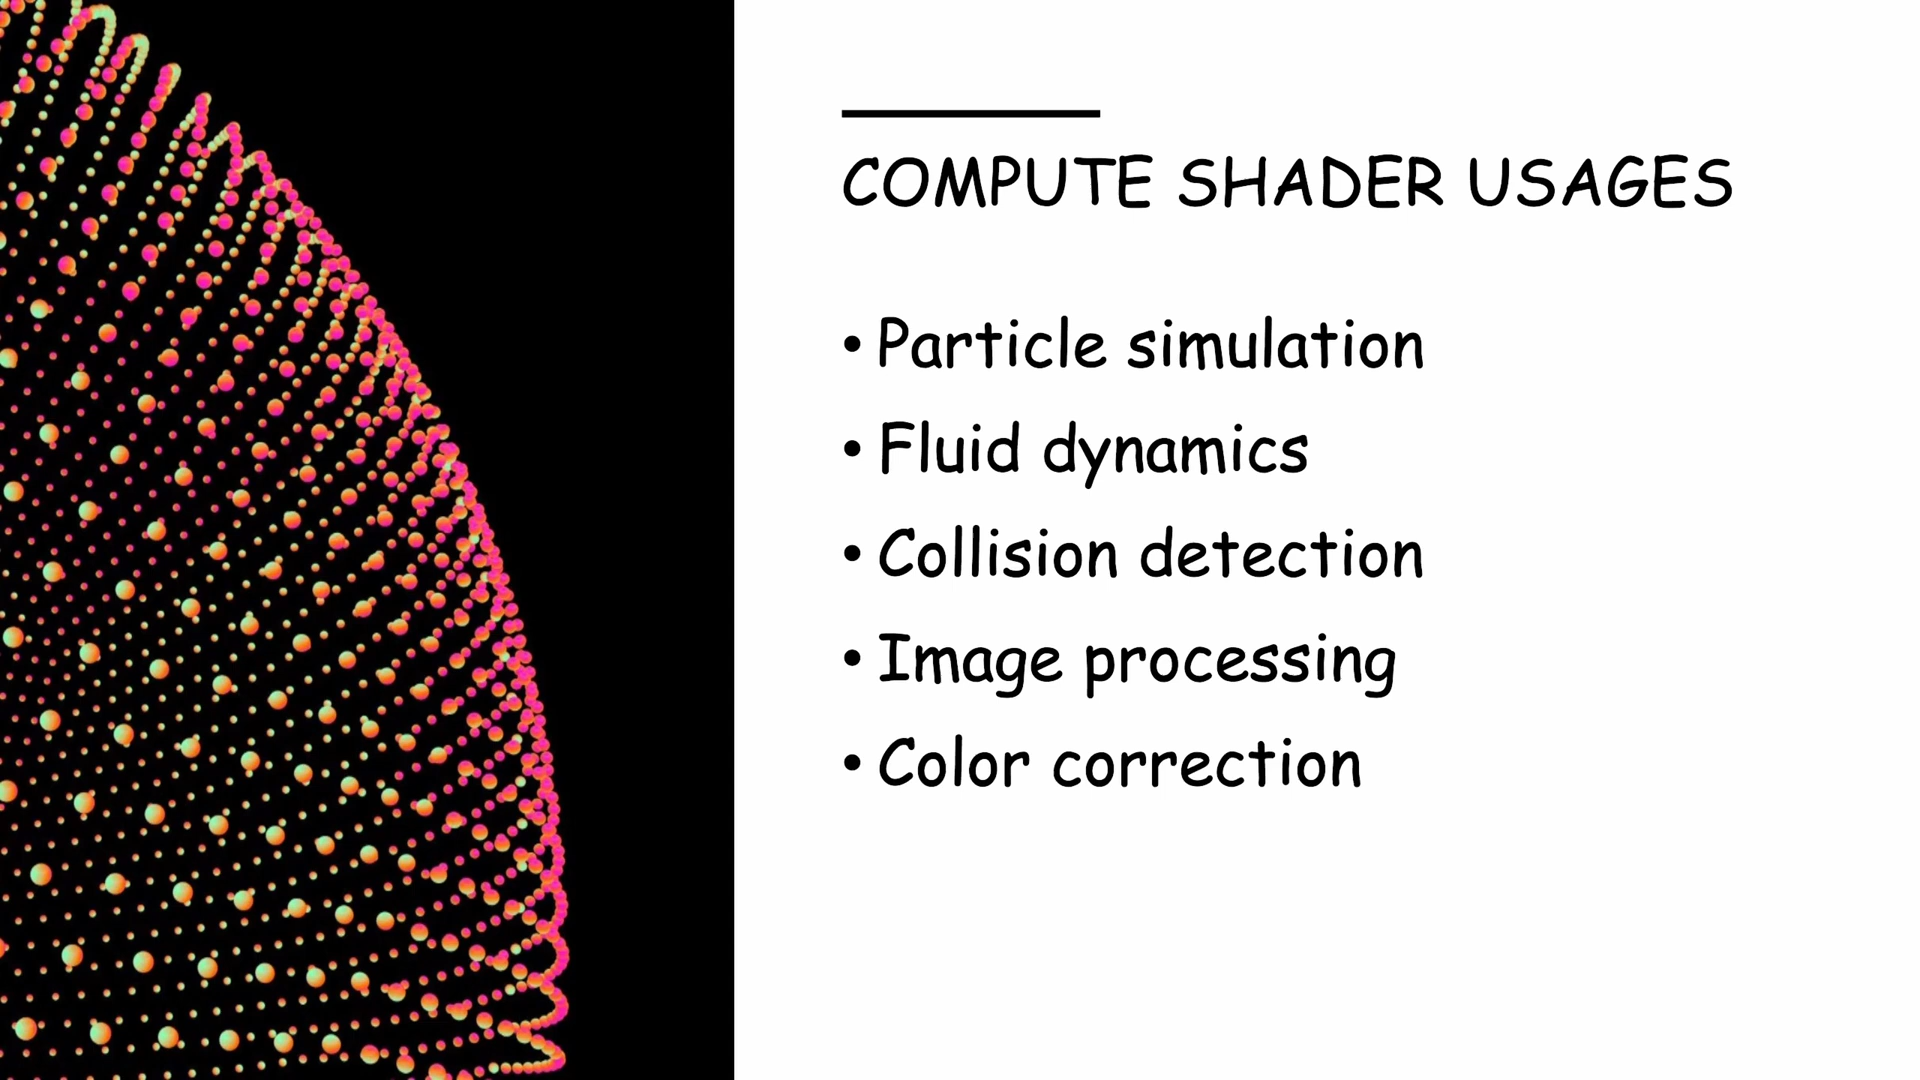 COMPUTE SHADER USAGES
• Particle simulation
• Fluid dynamics
• Collision detection
• Image processing
• Color correction